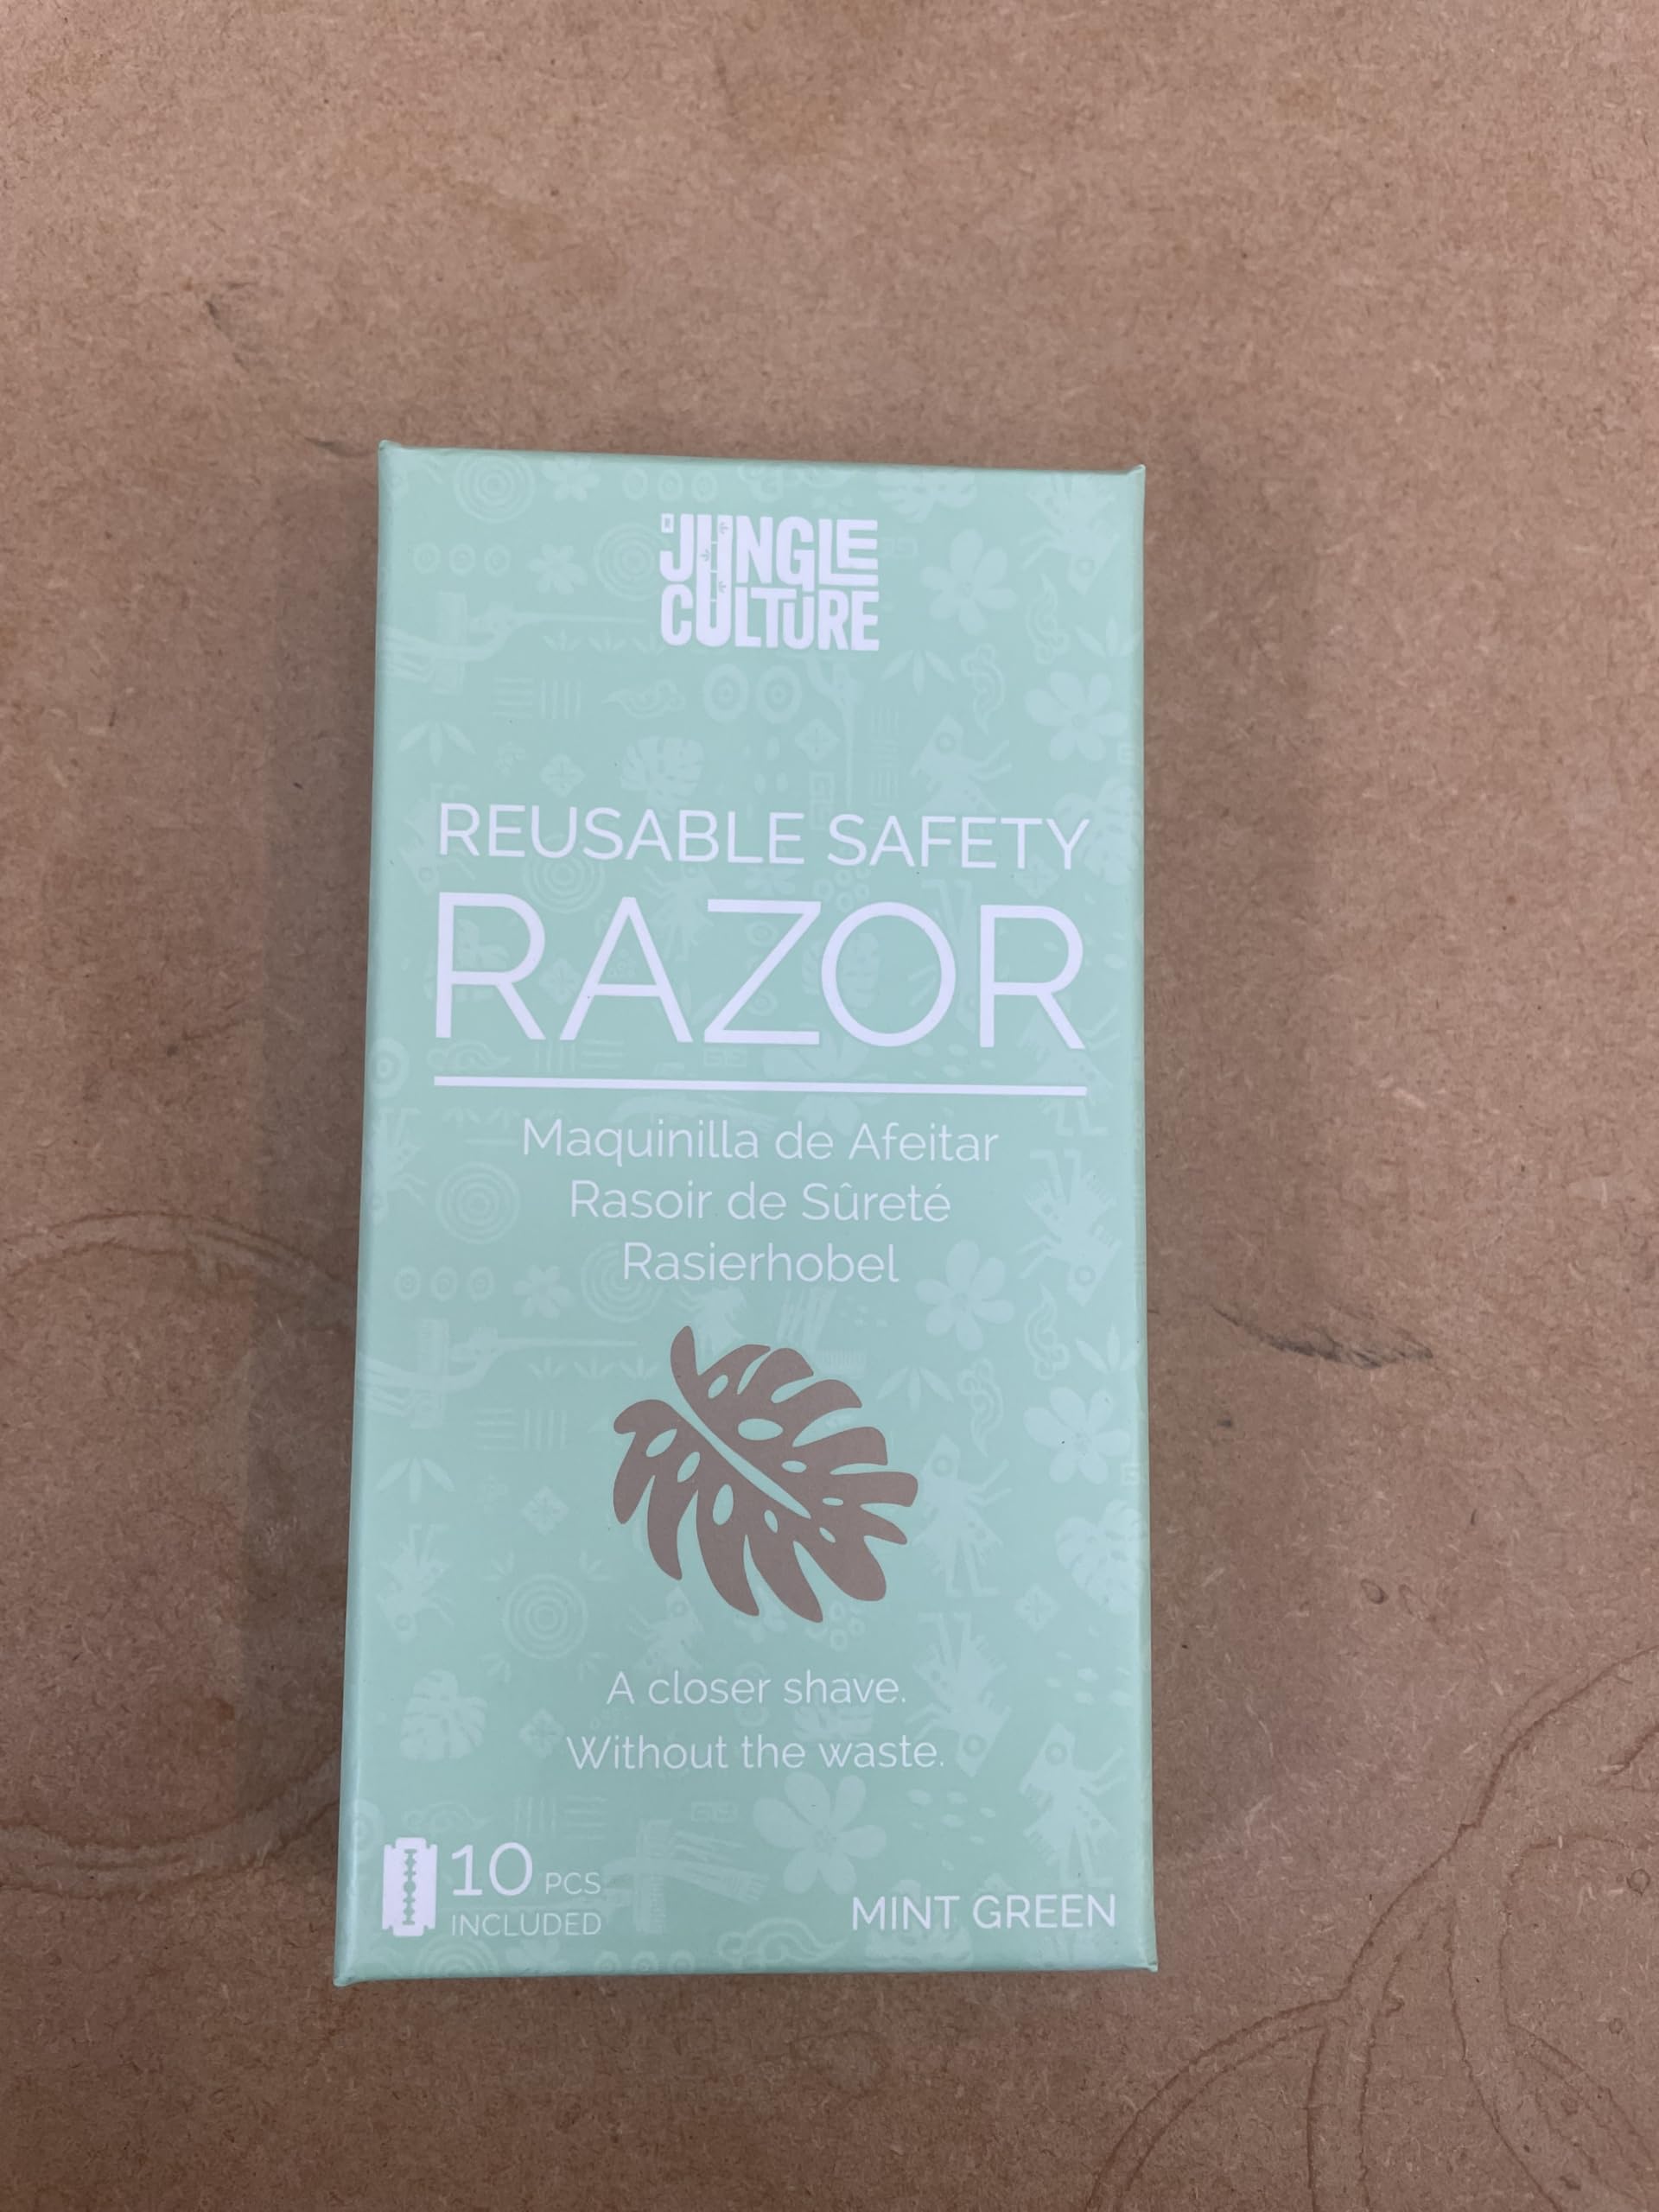 JUNGLE
CULTURE
REUSABLE SAFETY
RAZOR
Maquinilla de Afeitar
Rasoir de Sûreté
Rasierhobel
A closer shave.
Without the waste.
10 PCS
INCLUDED
MINT GREEN